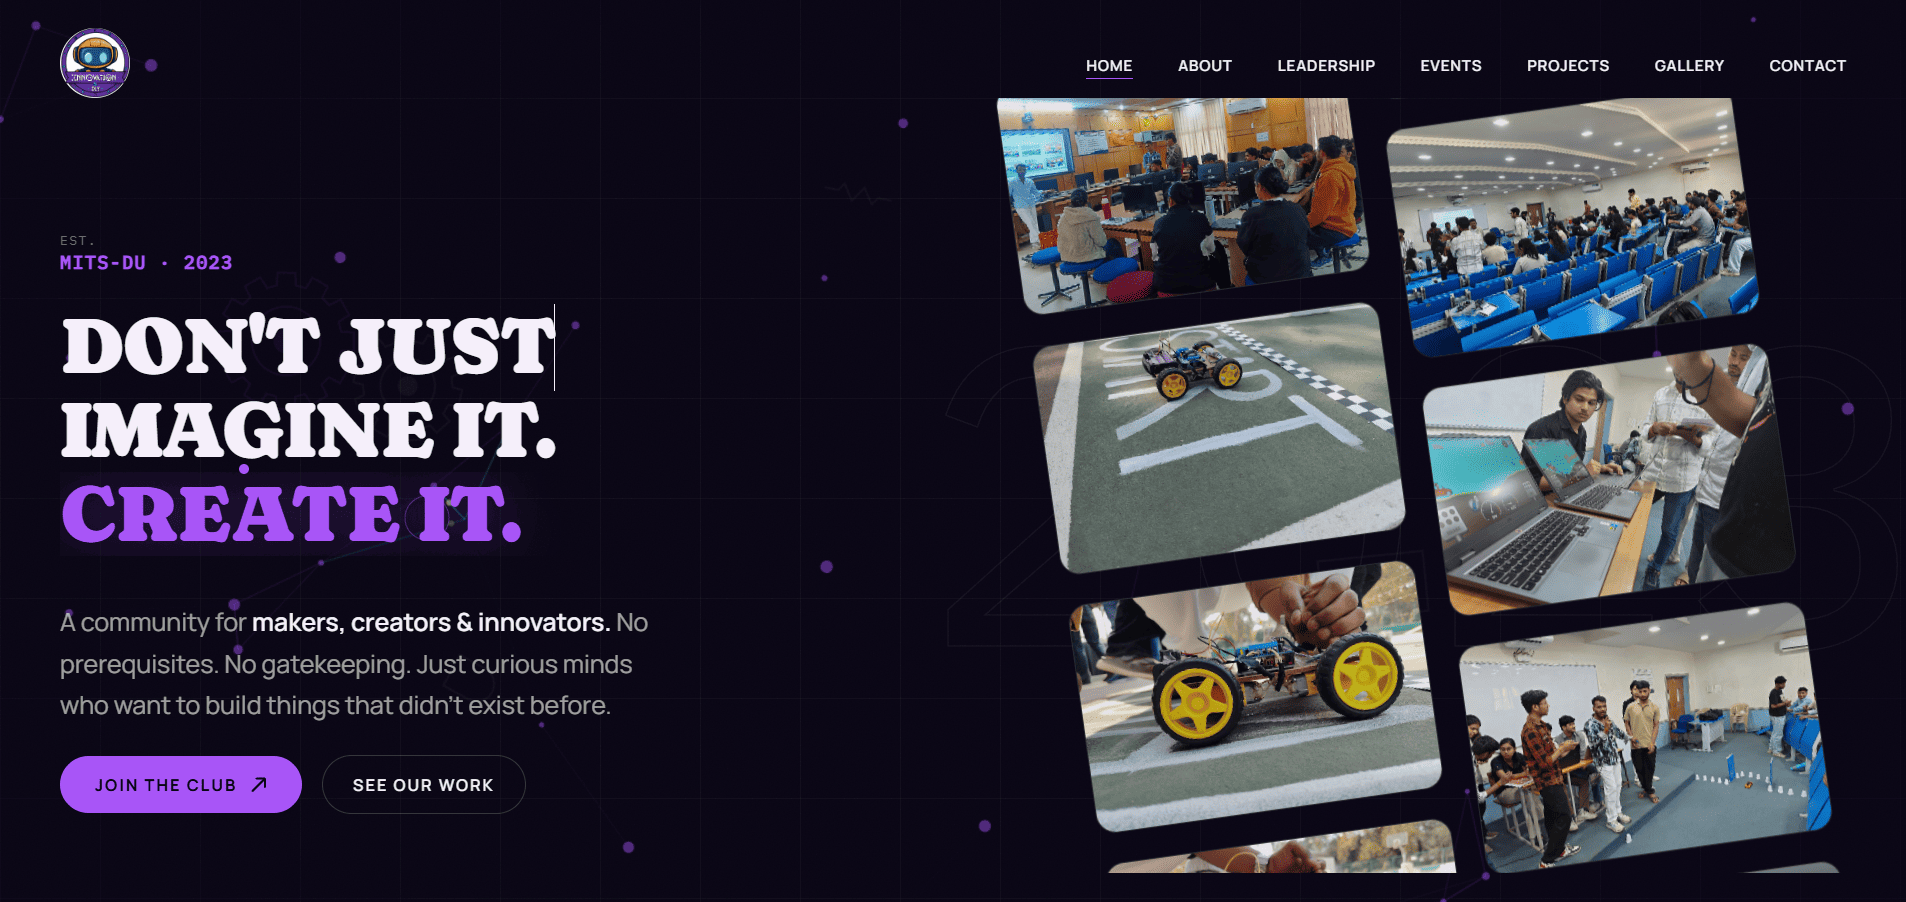 INNOVATION
DIY
HOME ABOUT LEADERSHIP EVENTS PROJECTS GALLERY CONTACT
EST.
MITS-DU · 2023
DON'T JUST
IMAGINE IT.
CREATE IT.
A community for makers, creators & innovators. No
prerequisites. No gatekeeping. Just curious minds
who want to build things that didn't exist before.
JOIN THE CLUB
SEE OUR WORK